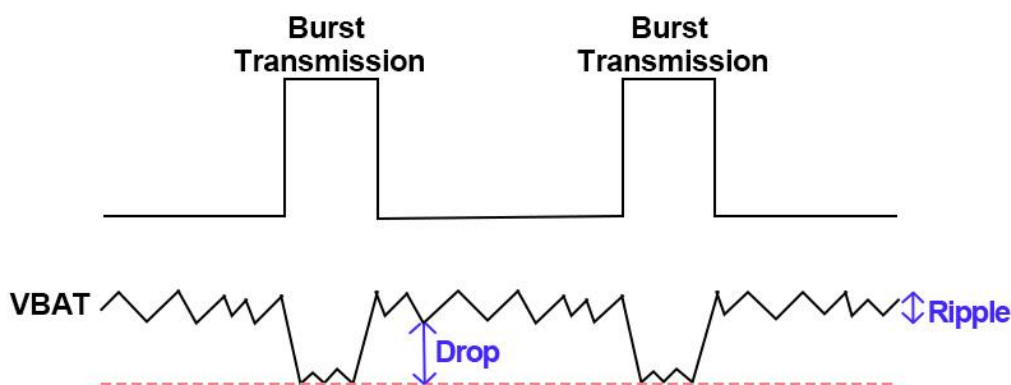 Burst
Transmission
Burst
Transmission
VBAT
Ripple
Drop